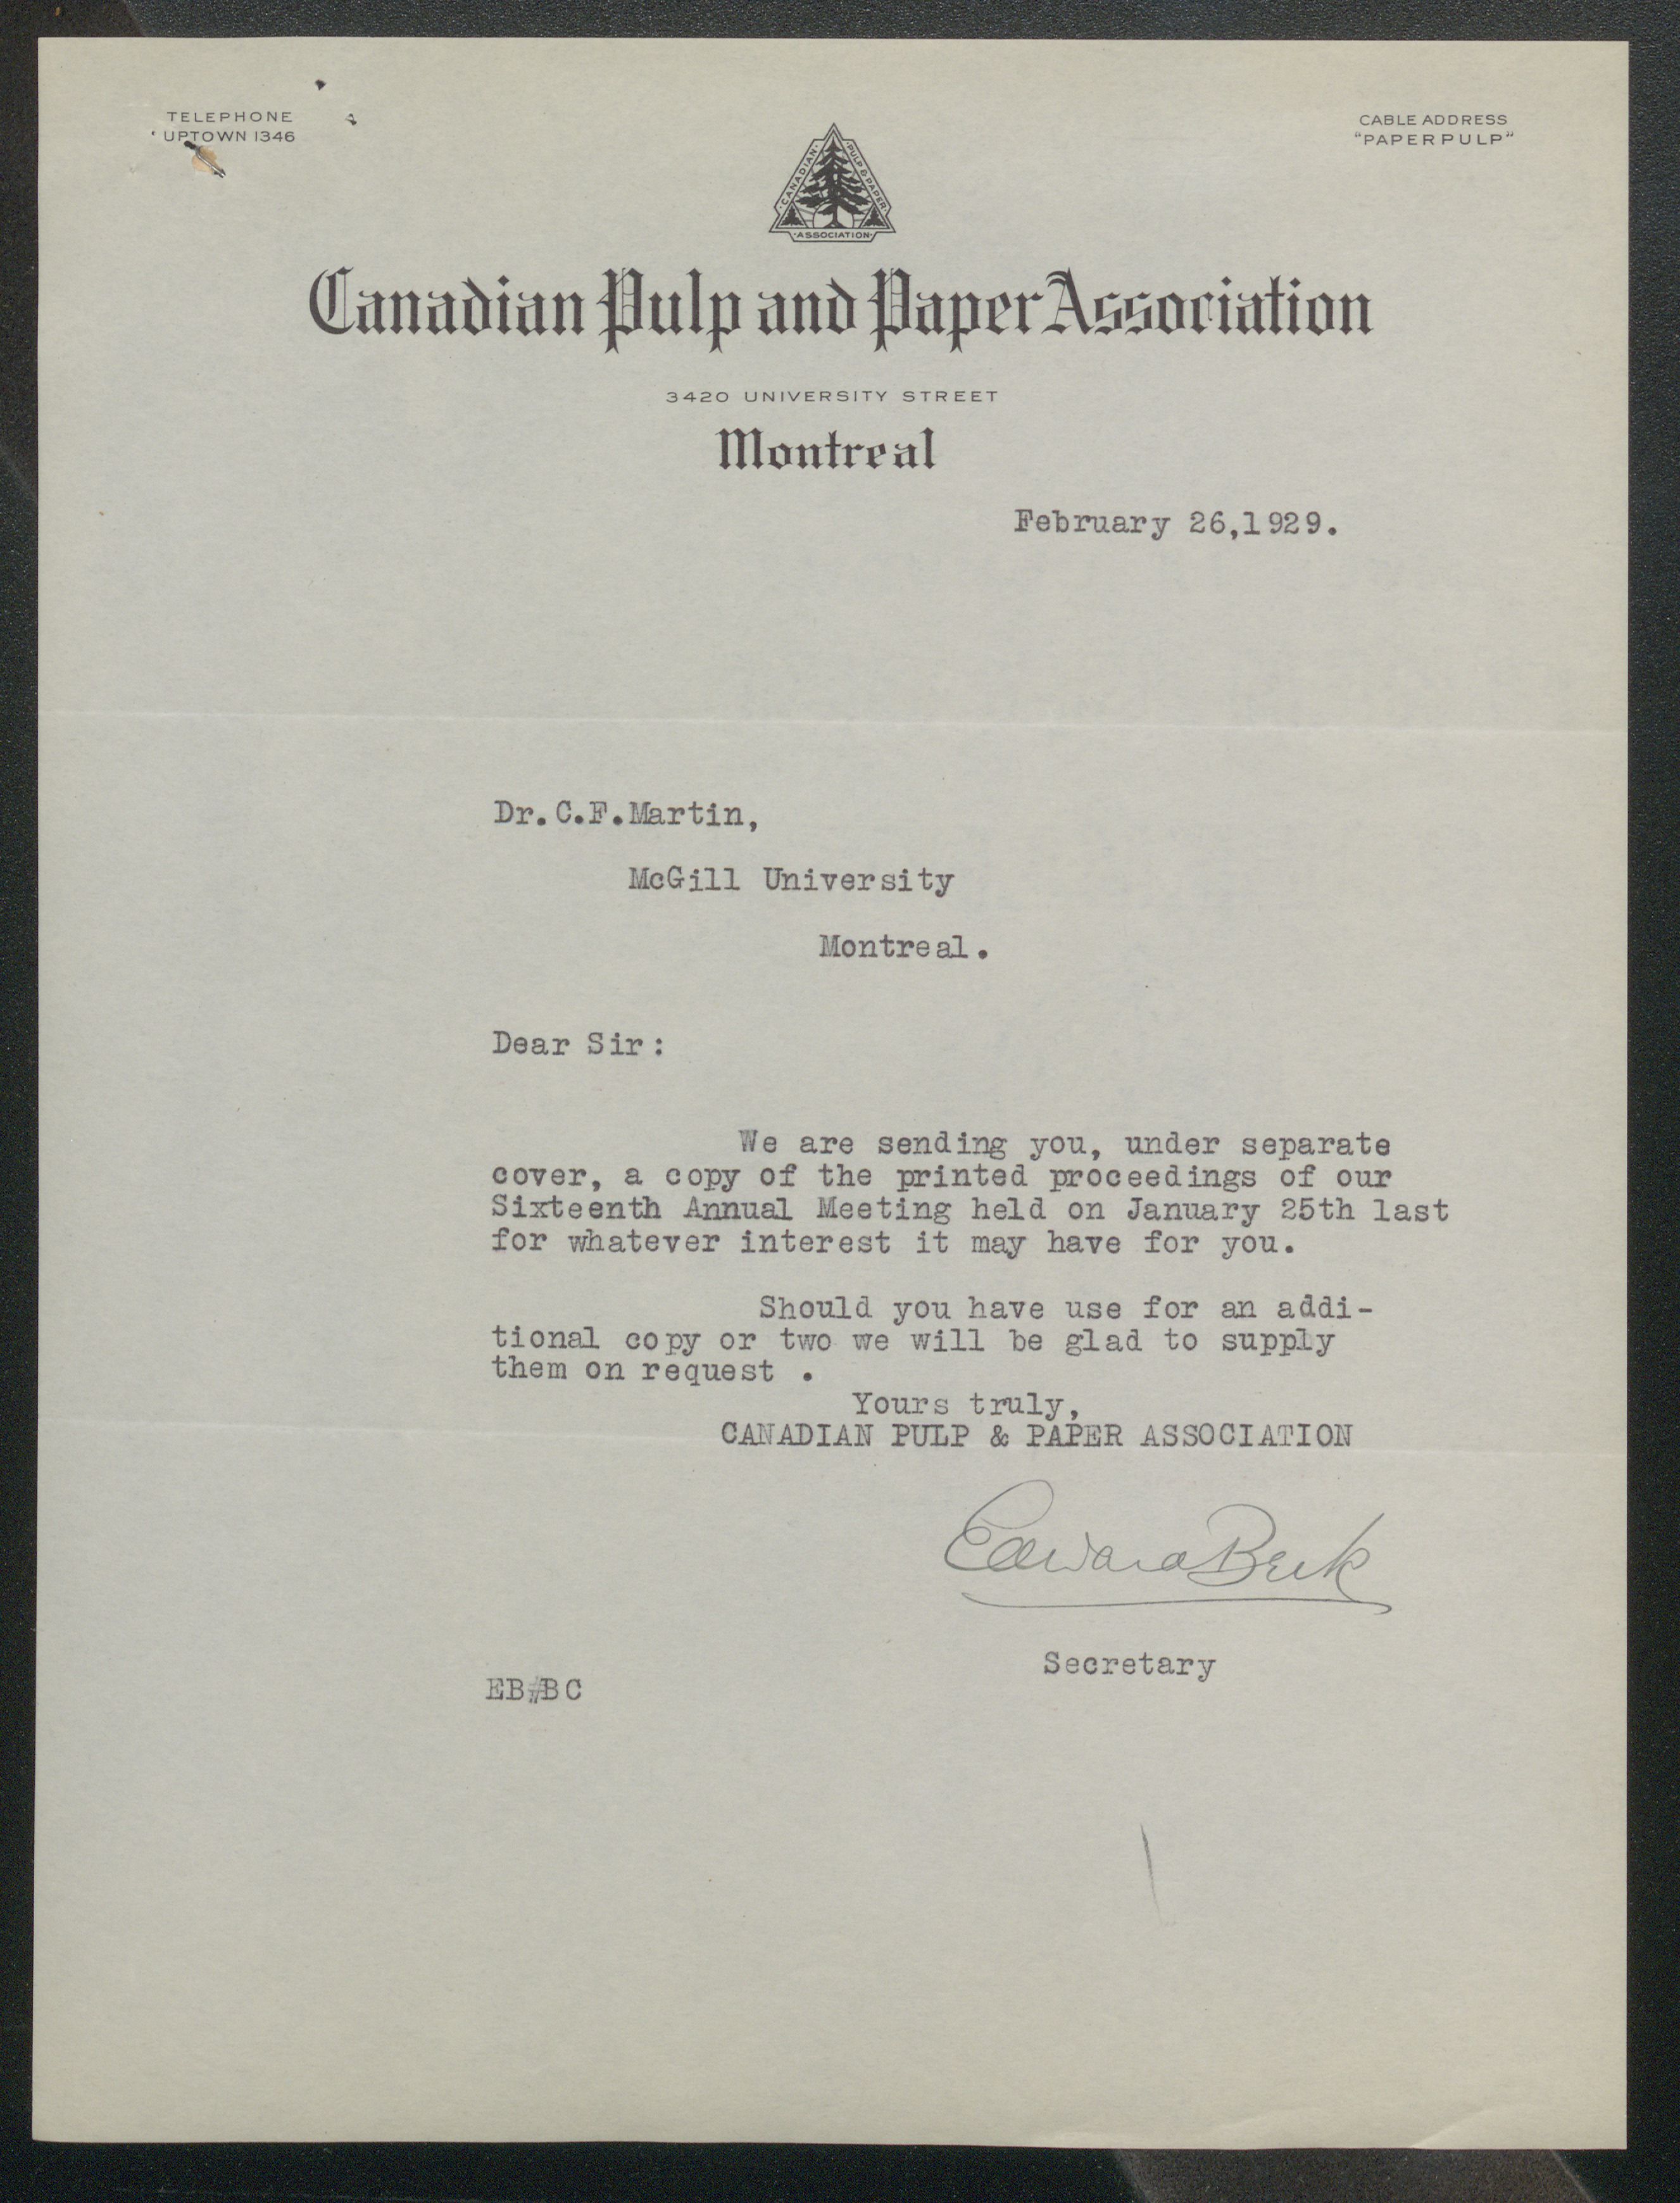 TELEPHONE
UPTOWN 1346
CABLE ADDRESS
"PAPERPULP"
CANADIAN
PULP & PAPER
ASSOCIATION
Canadian Pulp and Paper Association
3420 UNIVERSITY STREET
Montreal
February 26,1929.
Dr.C.F.Martin,
McGill University
Montreal.
Dear Sir:
We are sending you, under separate
cover, a copy of the printed proceedings of our
Sixteenth Annual Meeting held on January 25th last
for whatever interest it may have for you.
Should you have use for an addi-
tional copy or two we will be glad to supply
them on request .
Yours truly,
CANADIAN PULP & PAPER ASSOCIATION
Edward Beck
Secretary
EB#BC